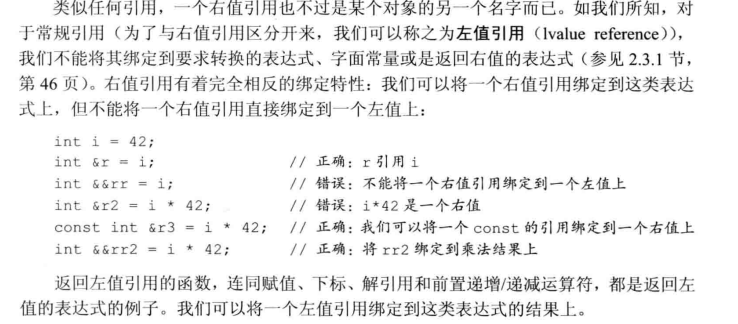 类似任何引用，一个右值引用也不过是某个对象的另一个名字而已。如我们所知，对
于常规引用（为了与右值引用区分开来，我们可以称之为左值引用（lvalue reference）），
我们不能将其绑定到要求转换的表达式、字面常量或是返回右值的表达式（参见 2.3.1 节，
第 46 页）。右值引用有着完全相反的绑定特性：我们可以将一个右值引用绑定到这类表达
式上，但不能将一个右值引用直接绑定到一个左值上：
int i = 42;
int &r = i; // 正确：r 引用 i
int &&rr = i; // 错误：不能将一个右值引用绑定到一个左值上
int &r2 = i * 42; // 错误：i*42 是一个右值
const int &r3 = i * 42; // 正确：我们可以将一个 const 的引用绑定到一个右值上
int &&rr2 = i * 42; // 正确：将 rr2 绑定到乘法结果上
返回左值引用的函数，连同赋值、下标、解引用和前置递增/递减运算符，都是返回左
值的表达式的例子。我们可以将一个左值引用绑定到这类表达式的结果上。